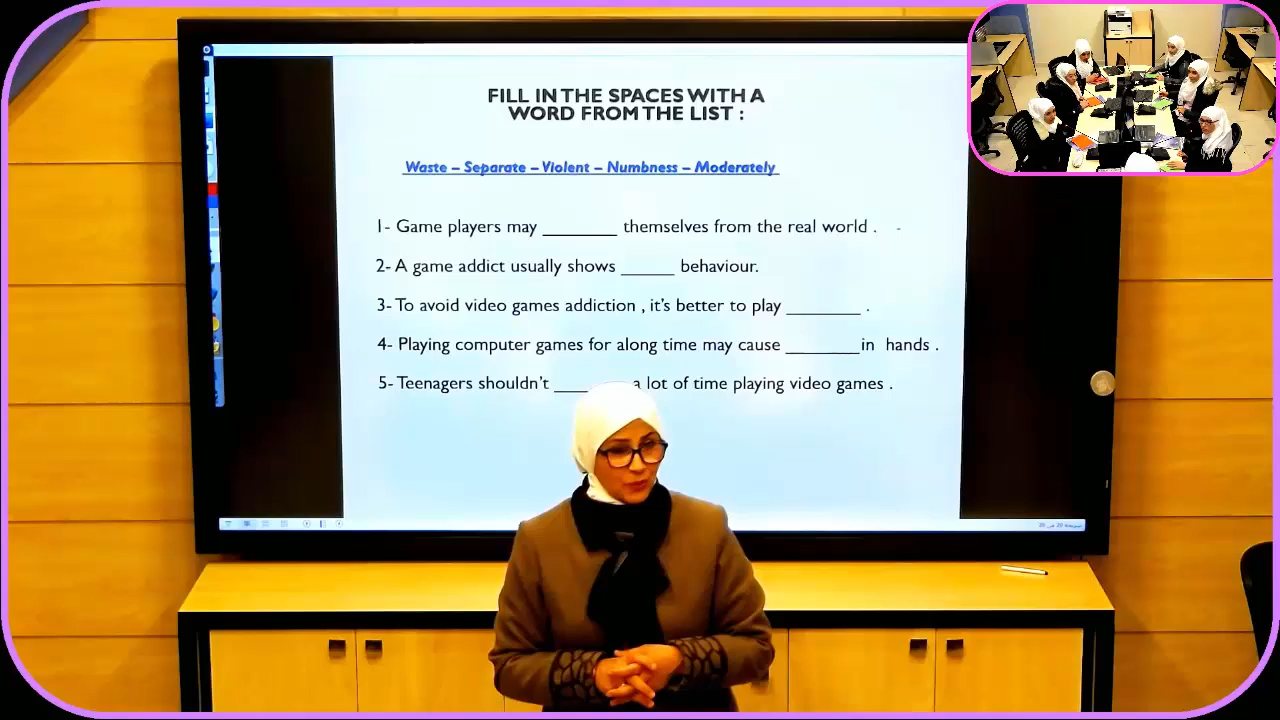 FILL IN THE SPACES WITH A
WORD FROM THE LIST :
Waste – Separate – Violent – Numbness – Moderately
1- Game players may ________ themselves from the real world .
2- A game addict usually shows ______ behaviour.
3- To avoid video games addiction , it's better to play ________ .
4- Playing computer games for along time may cause ________in hands .
5- Teenagers shouldn't ____ a lot of time playing video games .